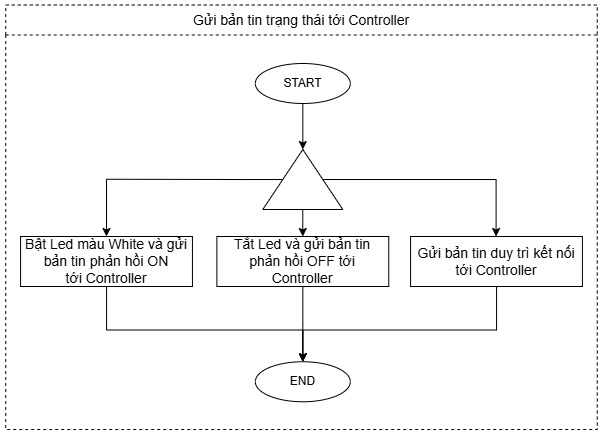 Gửi bản tin trạng thái tới Controller
START
Bật Led màu White và gửi
bản tin phản hồi ON
tới Controller
Tắt Led và gửi bản tin
phản hồi OFF tới
Controller
Gửi bản tin duy trì kết nối
tới Controller
END